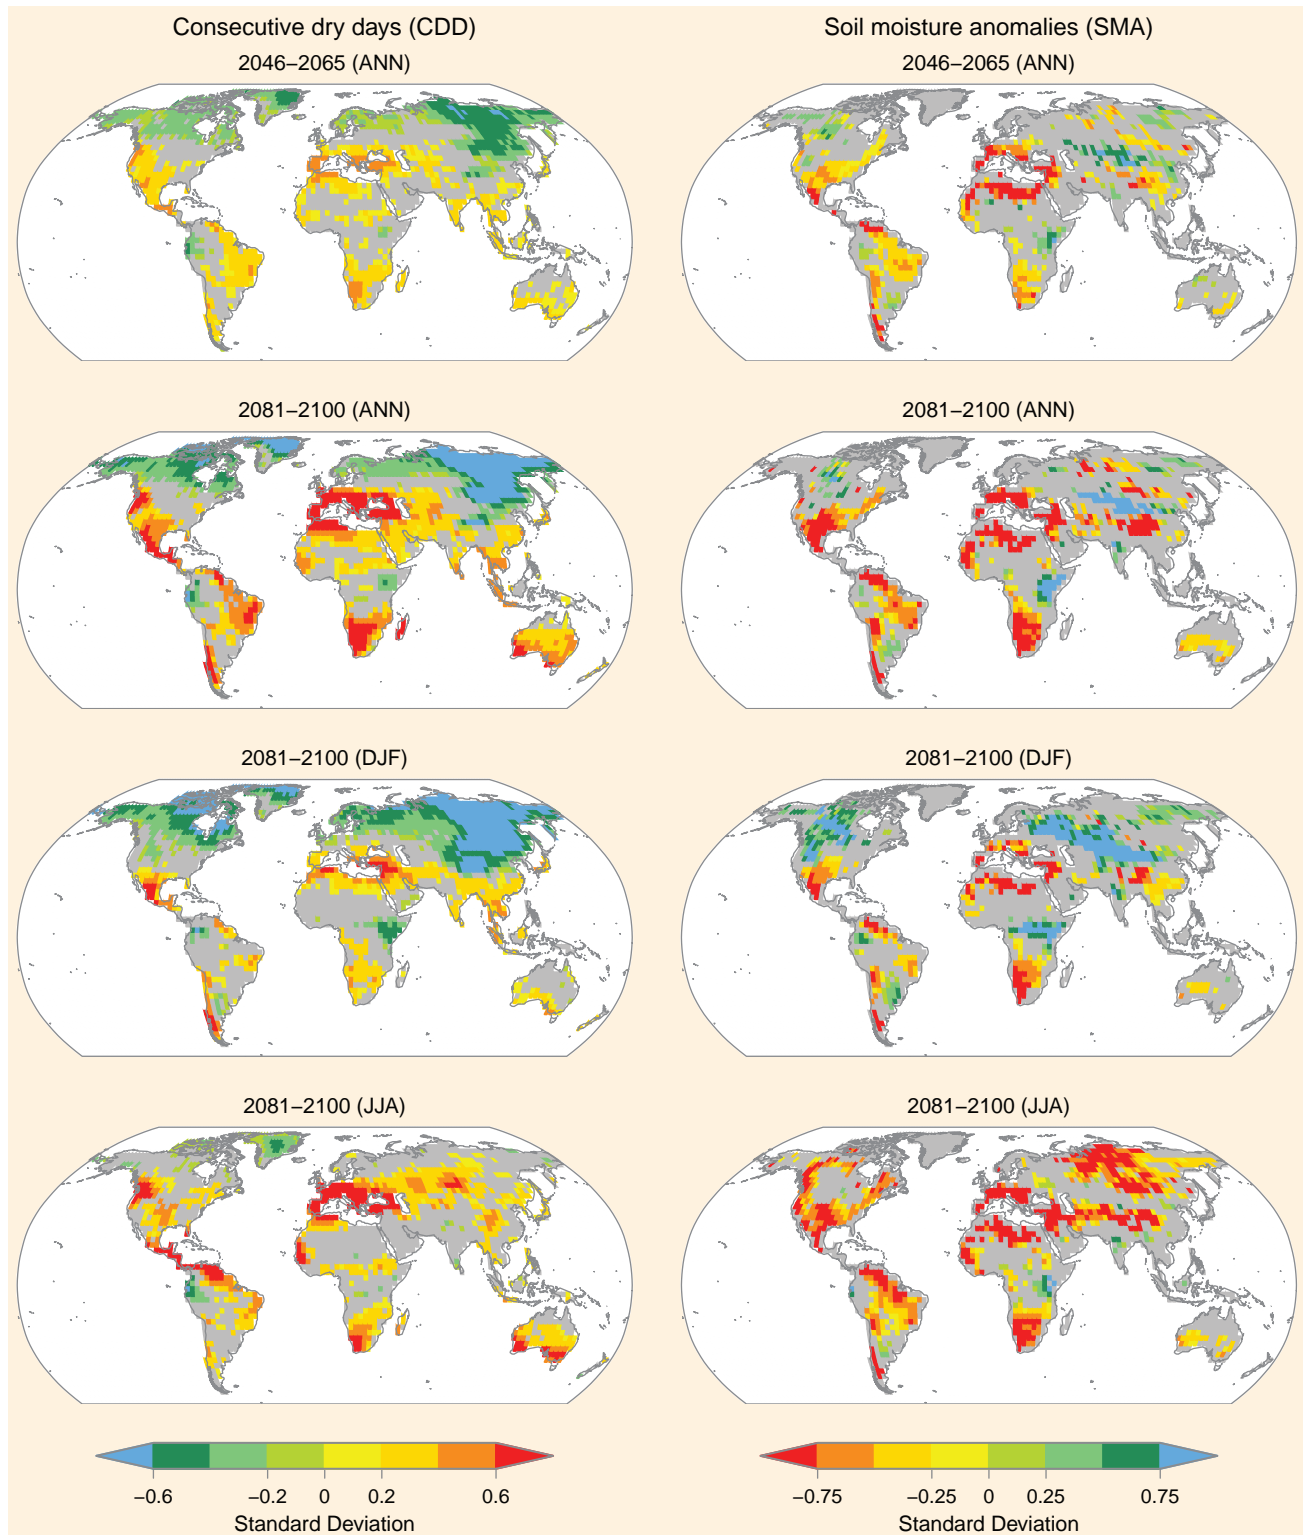 Consecutive dry days (CDD)
Soil moisture anomalies (SMA)
2046–2065 (ANN)
2046–2065 (ANN)
2081–2100 (ANN)
2081–2100 (ANN)
2081–2100 (DJF)
2081–2100 (DJF)
2081–2100 (JJA)
2081–2100 (JJA)
−0.6 −0.2 0 0.2 0.6
Standard Deviation
−0.75 −0.25 0 0.25 0.75
Standard Deviation